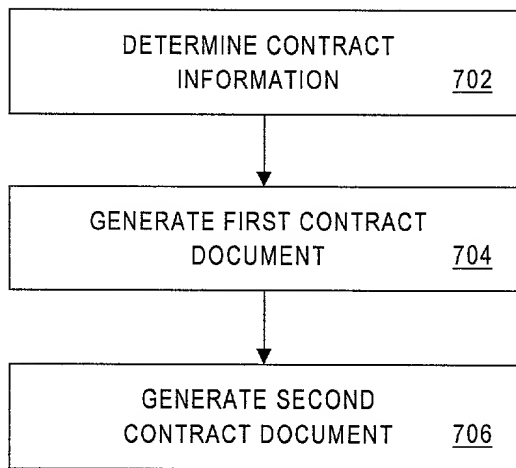 DETERMINE CONTRACT
INFORMATION 702
GENERATE FIRST CONTRACT
DOCUMENT 704
GENERATE SECOND
CONTRACT DOCUMENT 706